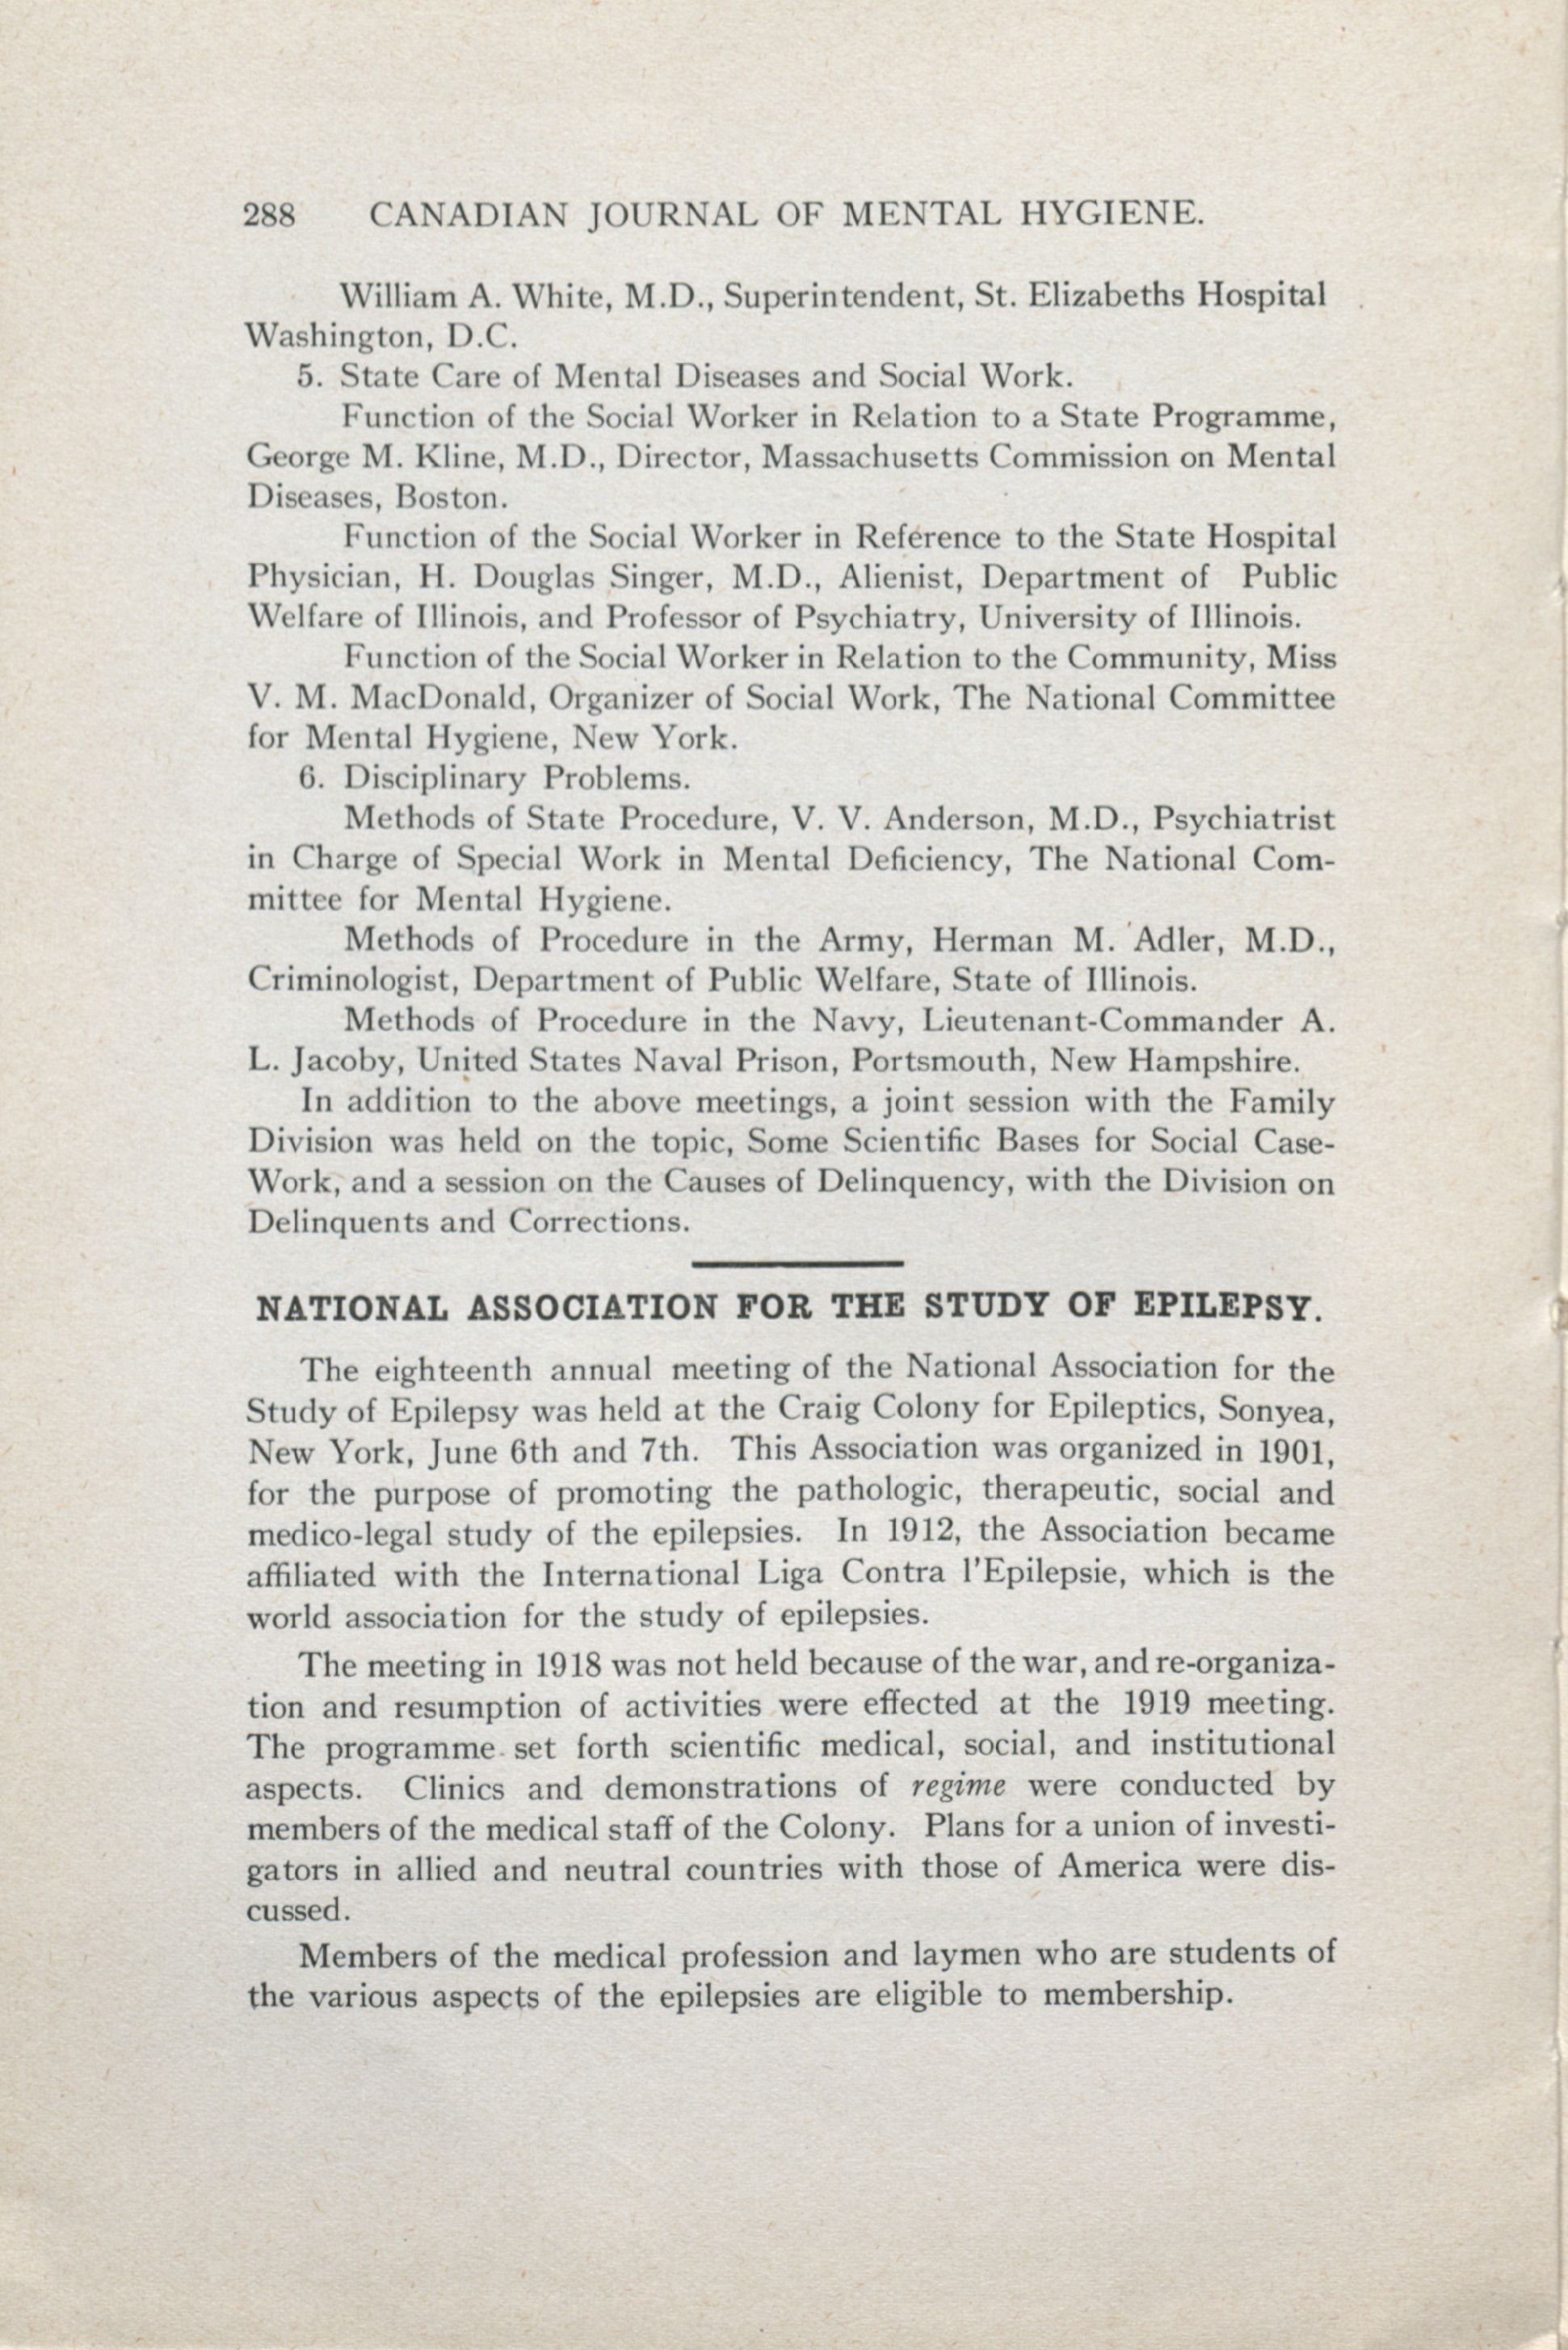 288 CANADIAN JOURNAL OF MENTAL HYGIENE.
William A. White, M.D., Superintendent, St. Elizabeths Hospital
Washington, D.C.
5. State Care of Mental Diseases and Social Work.
Function of the Social Worker in Relation to a State Programme,
George M. Kline, M.D., Director, Massachusetts Commission on Mental
Diseases, Boston.
Function of the Social Worker in Reference to the State Hospital
Physician, H. Douglas Singer, M.D., Alienist, Department of Public
Welfare of Illinois, and Professor of Psychiatry, University of Illinois.
Function of the Social Worker in Relation to the Community, Miss
V. M. MacDonald, Organizer of Social Work, The National Committee
for Mental Hygiene, New York.
6. Disciplinary Problems.
Methods of State Procedure, V. V. Anderson, M.D., Psychiatrist
in Charge of Special Work in Mental Deficiency, The National Com-
mittee for Mental Hygiene.
Methods of Procedure in the Army, Herman M. Adler, M.D.,
Criminologist, Department of Public Welfare, State of Illinois.
Methods of Procedure in the Navy, Lieutenant-Commander A.
L. Jacoby, United States Naval Prison, Portsmouth, New Hampshire.
In addition to the above meetings, a joint session with the Family
Division was held on the topic, Some Scientific Bases for Social Case-
Work, and a session on the Causes of Delinquency, with the Division on
Delinquents and Corrections.
NATIONAL ASSOCIATION FOR THE STUDY OF EPILEPSY.
The eighteenth annual meeting of the National Association for the
Study of Epilepsy was held at the Craig Colony for Epileptics, Sonyea,
New York, June 6th and 7th. This Association was organized in 1901,
for the purpose of promoting the pathologic, therapeutic, social and
medico-legal study of the epilepsies. In 1912, the Association became
affiliated with the International Liga Contra l'Epilepsie, which is the
world association for the study of epilepsies.
The meeting in 1918 was not held because of the war, and re-organiza-
tion and resumption of activities were effected at the 1919 meeting.
The programme set forth scientific medical, social, and institutional
aspects. Clinics and demonstrations of regime were conducted by
members of the medical staff of the Colony. Plans for a union of investi-
gators in allied and neutral countries with those of America were dis-
cussed.
Members of the medical profession and laymen who are students of
the various aspects of the epilepsies are eligible to membership.